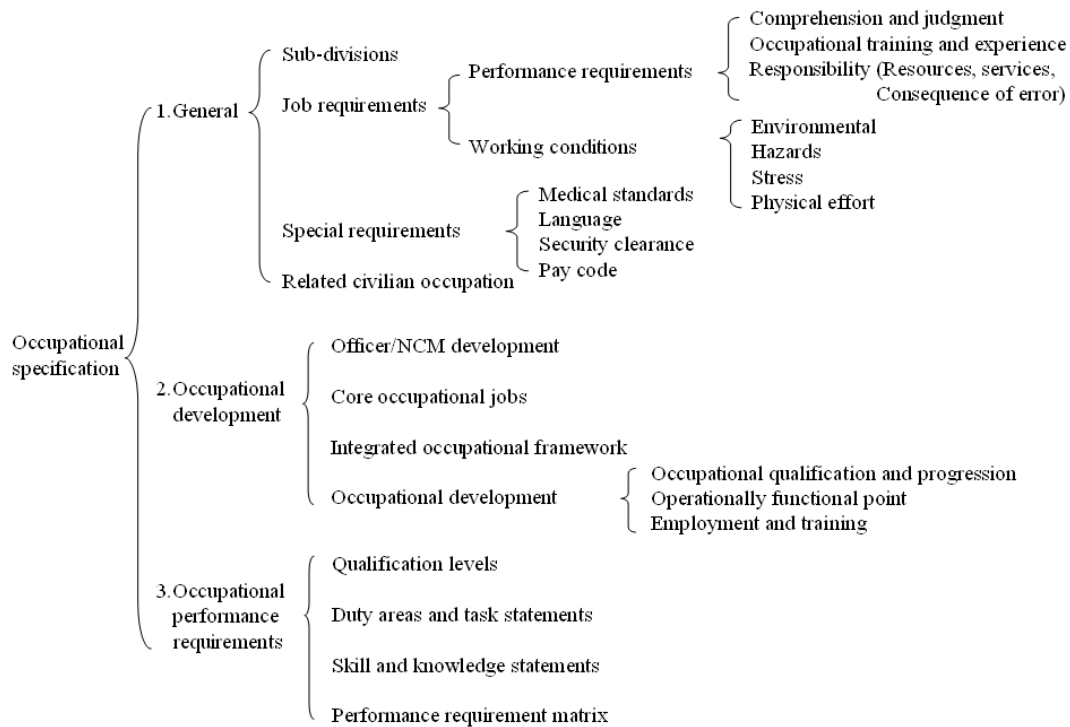 Comprehension and judgment
Occupational training and experience
Sub-divisions
Performance requirements
Responsibility (Resources, services,
Consequence of error)
1. General
Job requirements
Environmental
Working conditions
Hazards
Stress
Medical standards
Physical effort
Language
Special requirements
Security clearance
Pay code
Related civilian occupation
Occupational
specification
Officer/NCM development
2. Occupational
development
Core occupational jobs
Integrated occupational framework
Occupational qualification and progression
Occupational development
Operationally functional point
Employment and training
Qualification levels
3. Occupational
performance
requirements
Duty areas and task statements
Skill and knowledge statements
Performance requirement matrix